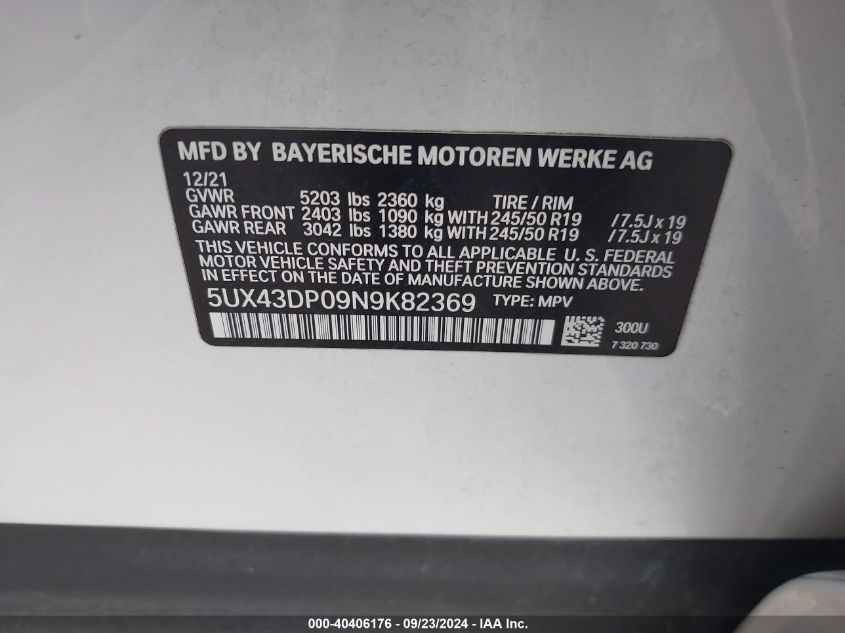 MFD BY BAYERISCHE MOTOREN WERKE AG
12/21
GVWR 5203 lbs 2360 kg TIRE / RIM
GAWR FRONT 2403 lbs 1090 kg WITH 245/50 R19 /7.5J x 19
GAWR REAR 3042 lbs 1380 kg WITH 245/50 R19 /7.5J x 19
THIS VEHICLE CONFORMS TO ALL APPLICABLE U. S. FEDERAL
MOTOR VEHICLE SAFETY AND THEFT PREVENTION STANDARDS
IN EFFECT ON THE DATE OF MANUFACTURE SHOWN ABOVE.
5UX43DP09N9K82369 TYPE: MPV
300U
7 320 730
000-40406176 - 09/23/2024 - IAA Inc.